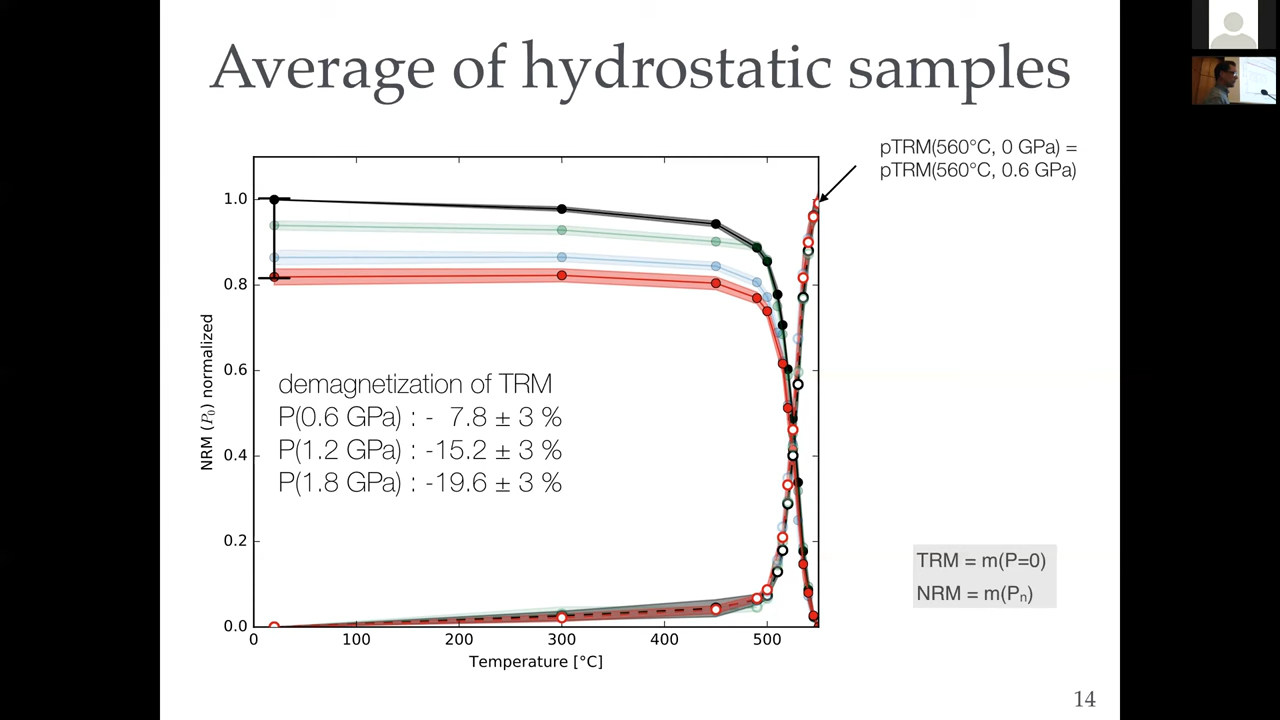 Average of hydrostatic samples
pTRM(560°C, 0 GPa) =
pTRM(560°C, 0.6 GPa)
1.0
0.8
0.6
0.4
0.2
0.0
NRM (P₀) normalized
demagnetization of TRM
P(0.6 GPa) : - 7.8 ± 3 %
P(1.2 GPa) : -15.2 ± 3 %
P(1.8 GPa) : -19.6 ± 3 %
0 100 200 300 400 500
Temperature [°C]
TRM = m(P=0)
NRM = m(Pₙ)
14